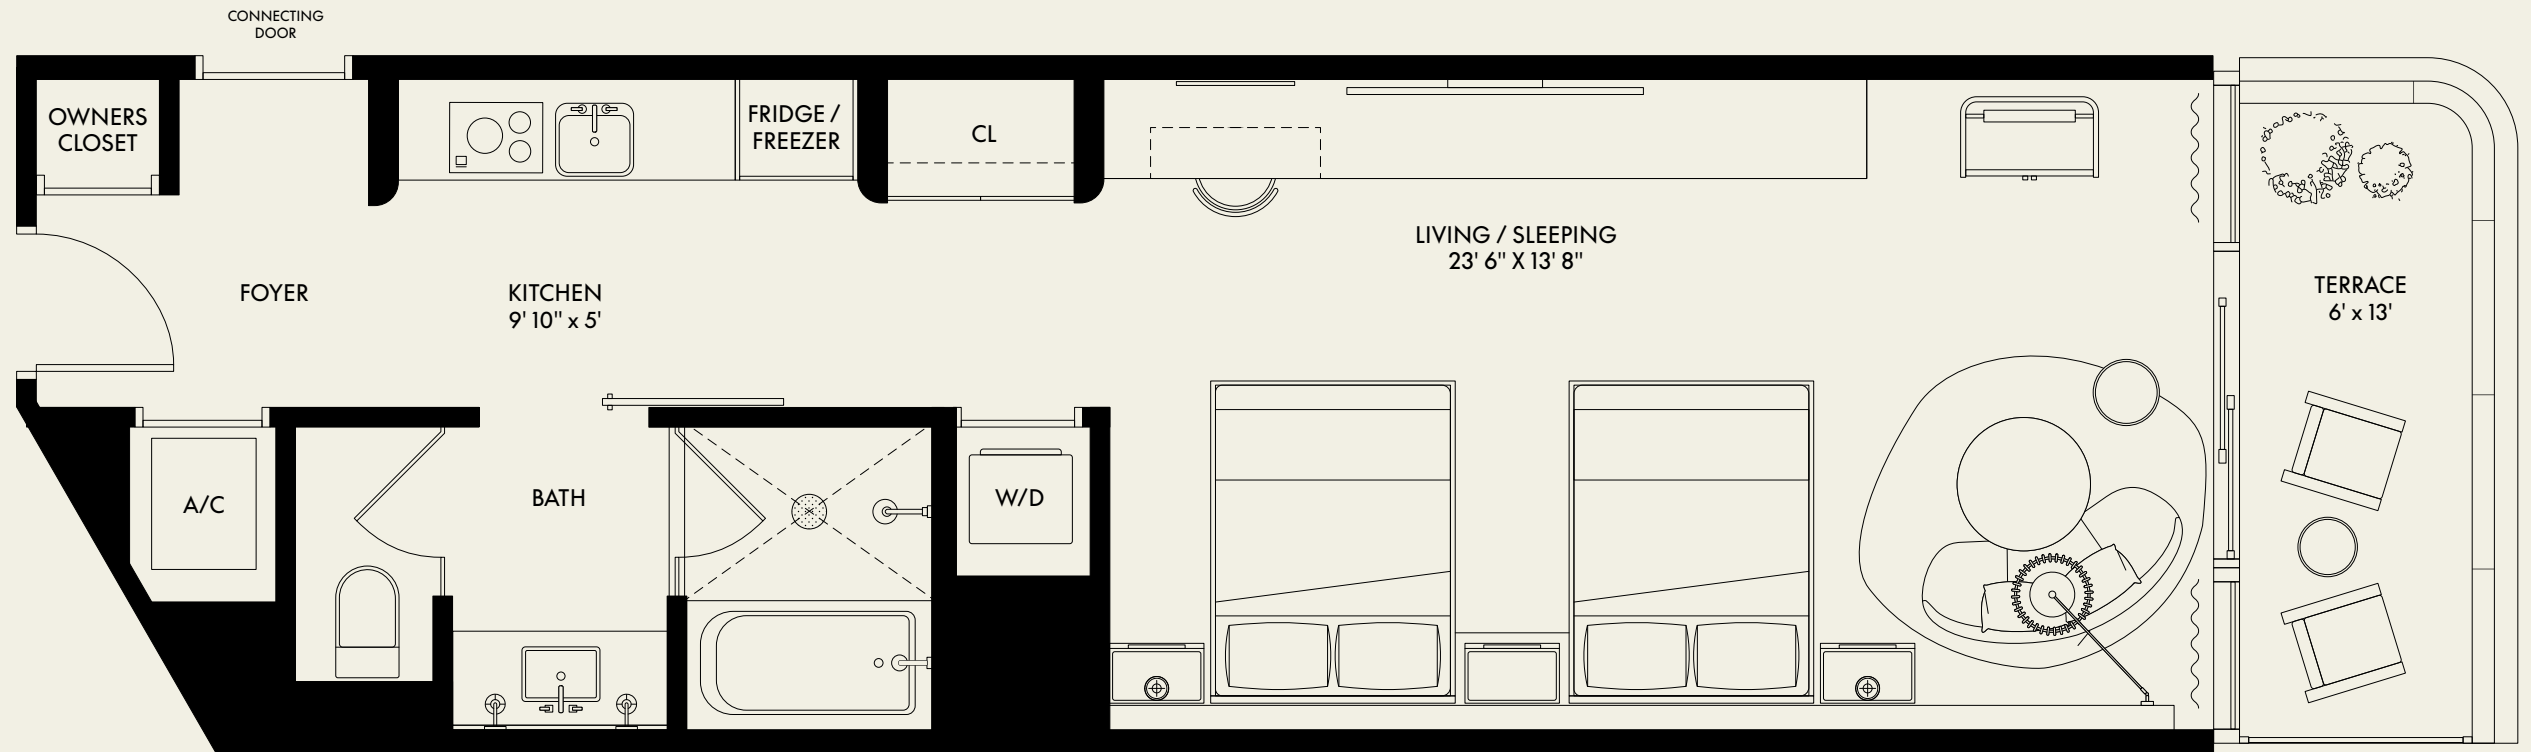 CONNECTING
DOOR
OWNERS
CLOSET
FRIDGE /
FREEZER
CL
LIVING / SLEEPING
23' 6" X 13' 8"
FOYER
KITCHEN
9' 10" x 5'
TERRACE
6' x 13'
A/C
BATH
W/D